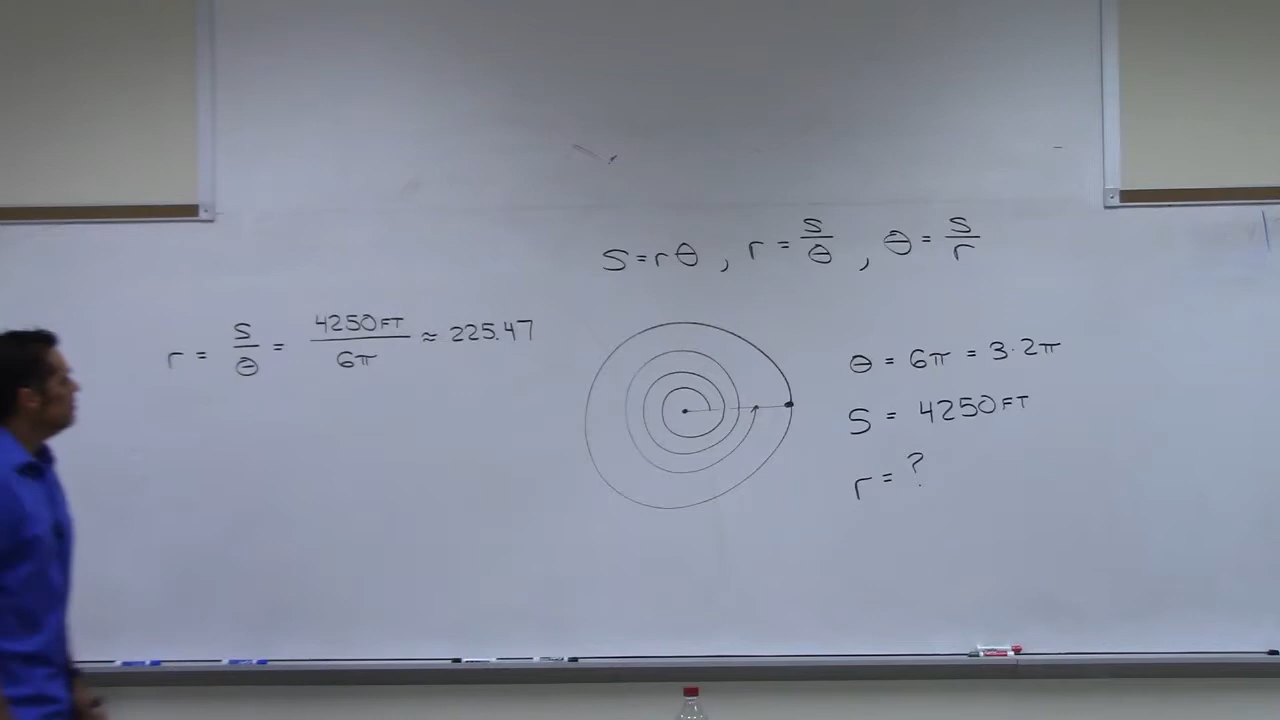 S = rθ , r = S/θ , θ = S/r
r = S/θ = 4250FT/6π ≈ 225.47
θ = 6π = 3·2π
S = 4250FT
r = ?